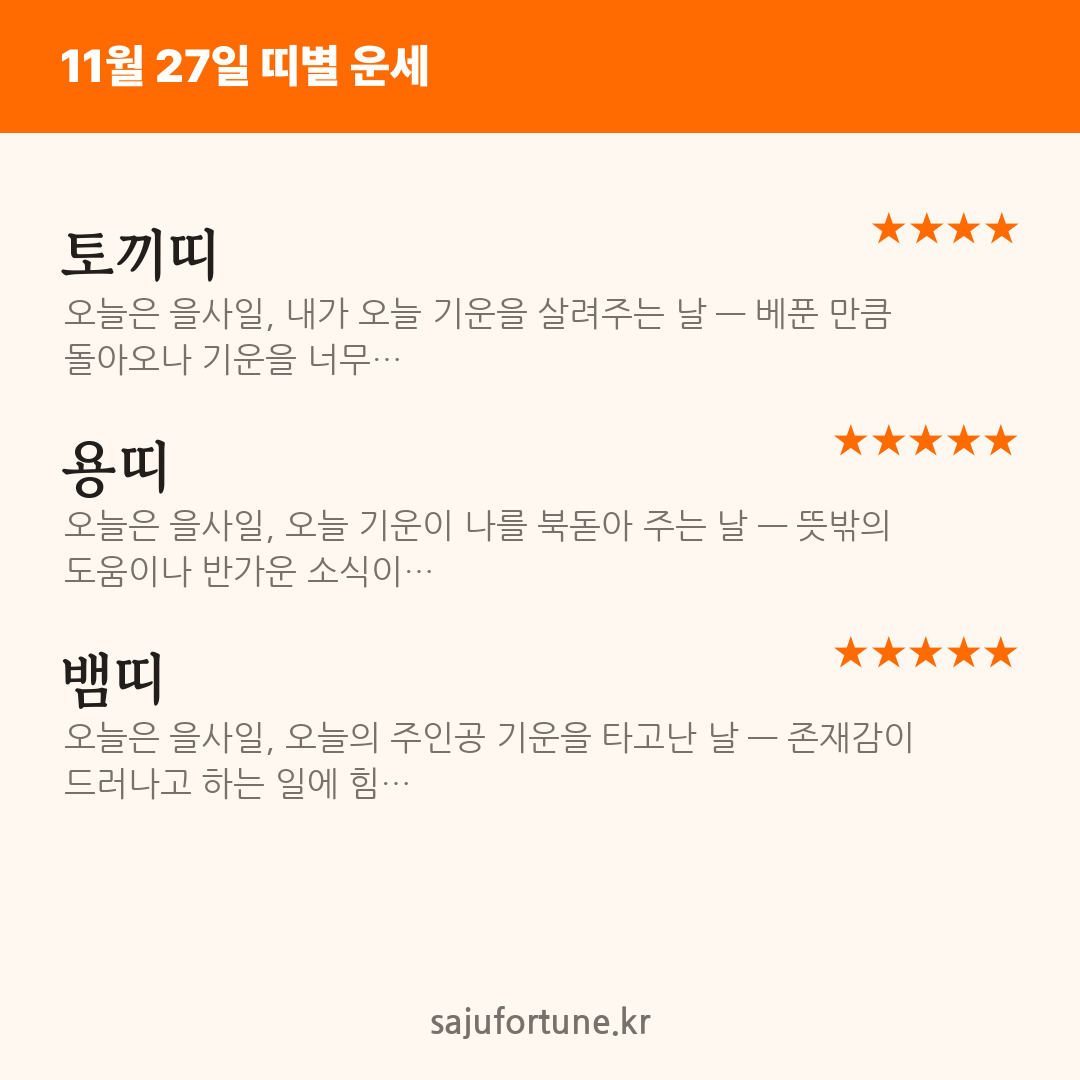 11월 27일 띠별 운세
토끼띠
★★★★
오늘은 을사일, 내가 오늘 기운을 살려주는 날 — 베푼 만큼
돌아오나 기운을 너무…
용띠
★★★★★
오늘은 을사일, 오늘 기운이 나를 북돋아 주는 날 — 뜻밖의
도움이나 반가운 소식이…
뱀띠
★★★★★
오늘은 을사일, 오늘의 주인공 기운을 타고난 날 — 존재감이
드러나고 하는 일에 힘…
sajufortune.kr